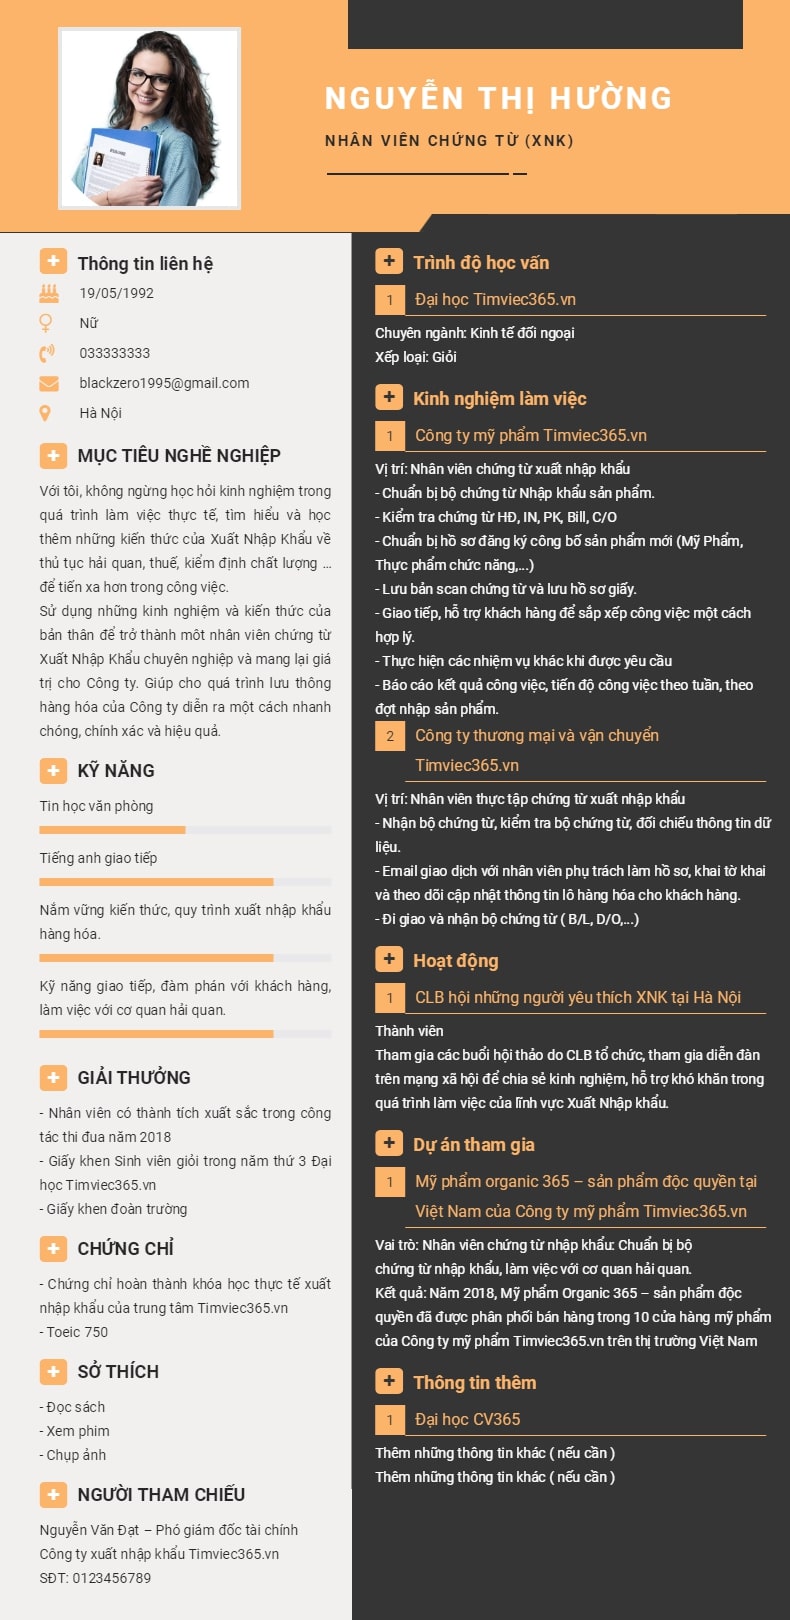 NGUYỄN THỊ HƯỜNG
NHÂN VIÊN CHỨNG TỪ (XNK)
Thông tin liên hệ
19/05/1992
Nữ
033333333
blackzero1995@gmail.com
Hà Nội
MỤC TIÊU NGHỀ NGHIỆP
Với tôi, không ngừng học hỏi kinh nghiệm trong
quá trình làm việc thực tế, tìm hiểu và học
thêm những kiến thức của Xuất Nhập Khẩu về
thủ tục hải quan, thuế, kiểm định chất lượng ...
để tiến xa hơn trong công việc.
Sử dụng những kinh nghiệm và kiến thức của
bản thân để trở thành môt nhân viên chứng từ
Xuất Nhập Khẩu chuyên nghiệp và mang lại giá
trị cho Công ty. Giúp cho quá trình lưu thông
hàng hóa của Công ty diễn ra một cách nhanh
chóng, chính xác và hiệu quả.
KỸ NĂNG
Tin học văn phòng
Tiếng anh giao tiếp
Nắm vững kiến thức, quy trình xuất nhập khẩu
hàng hóa.
Kỹ năng giao tiếp, đàm phán với khách hàng,
làm việc với cơ quan hải quan.
GIẢI THƯỞNG
- Nhân viên có thành tích xuất sắc trong công
tác thi đua năm 2018
- Giấy khen Sinh viên giỏi trong năm thứ 3 Đại
học Timviec365.vn
- Giấy khen đoàn trường
CHỨNG CHỈ
- Chứng chỉ hoàn thành khóa học thực tế xuất
nhập khẩu của trung tâm Timviec365.vn
- Toeic 750
SỞ THÍCH
- Đọc sách
- Xem phim
- Chụp ảnh
NGƯỜI THAM CHIẾU
Nguyễn Văn Đạt – Phó giám đốc tài chính
Công ty xuất nhập khẩu Timviec365.vn
SĐT: 0123456789
Trình độ học vấn
1 Đại học Timviec365.vn
Chuyên ngành: Kinh tế đối ngoại
Xếp loại: Giỏi
Kinh nghiệm làm việc
1 Công ty mỹ phẩm Timviec365.vn
Vị trí: Nhân viên chứng từ xuất nhập khẩu
- Chuẩn bị bộ chứng từ Nhập khẩu sản phẩm.
- Kiểm tra chứng từ HĐ, IN, PK, Bill, C/O
- Chuẩn bị hồ sơ đăng ký công bố sản phẩm mới (Mỹ Phẩm,
Thực phẩm chức năng,...)
- Lưu bản scan chứng từ và lưu hồ sơ giấy.
- Giao tiếp, hỗ trợ khách hàng để sắp xếp công việc một cách
hợp lý.
- Thực hiện các nhiệm vụ khác khi được yêu cầu
- Báo cáo kết quả công việc, tiến độ công việc theo tuần, theo
đợt nhập sản phẩm.
2 Công ty thương mại và vận chuyển
Timviec365.vn
Vị trí: Nhân viên thực tập chứng từ xuất nhập khẩu
- Nhận bộ chứng từ, kiểm tra bộ chứng từ, đối chiếu thông tin dữ
liệu.
- Email giao dịch với nhân viên phụ trách làm hồ sơ, khai tờ khai
và theo dõi cập nhật thông tin lô hàng hóa cho khách hàng.
- Đi giao và nhận bộ chứng từ ( B/L, D/O,...)
Hoạt động
1 CLB hội những người yêu thích XNK tại Hà Nội
Thành viên
Tham gia các buổi hội thảo do CLB tổ chức, tham gia diễn đàn
trên mạng xã hội để chia sẻ kinh nghiệm, hỗ trợ khó khăn trong
quá trình làm việc của lĩnh vực Xuất Nhập khẩu.
Dự án tham gia
1 Mỹ phẩm organic 365 – sản phẩm độc quyền tại
Việt Nam của Công ty mỹ phẩm Timviec365.vn
Vai trò: Nhân viên chứng từ nhập khẩu: Chuẩn bị bộ
chứng từ nhập khẩu, làm việc với cơ quan hải quan.
Kết quả: Năm 2018, Mỹ phẩm Organic 365 – sản phẩm độc
quyền đã được phân phối bán hàng trong 10 cửa hàng mỹ phẩm
của Công ty mỹ phẩm Timviec365.vn trên thị trường Việt Nam
Thông tin thêm
1 Đại học CV365
Thêm những thông tin khác ( nếu cần )
Thêm những thông tin khác ( nếu cần )